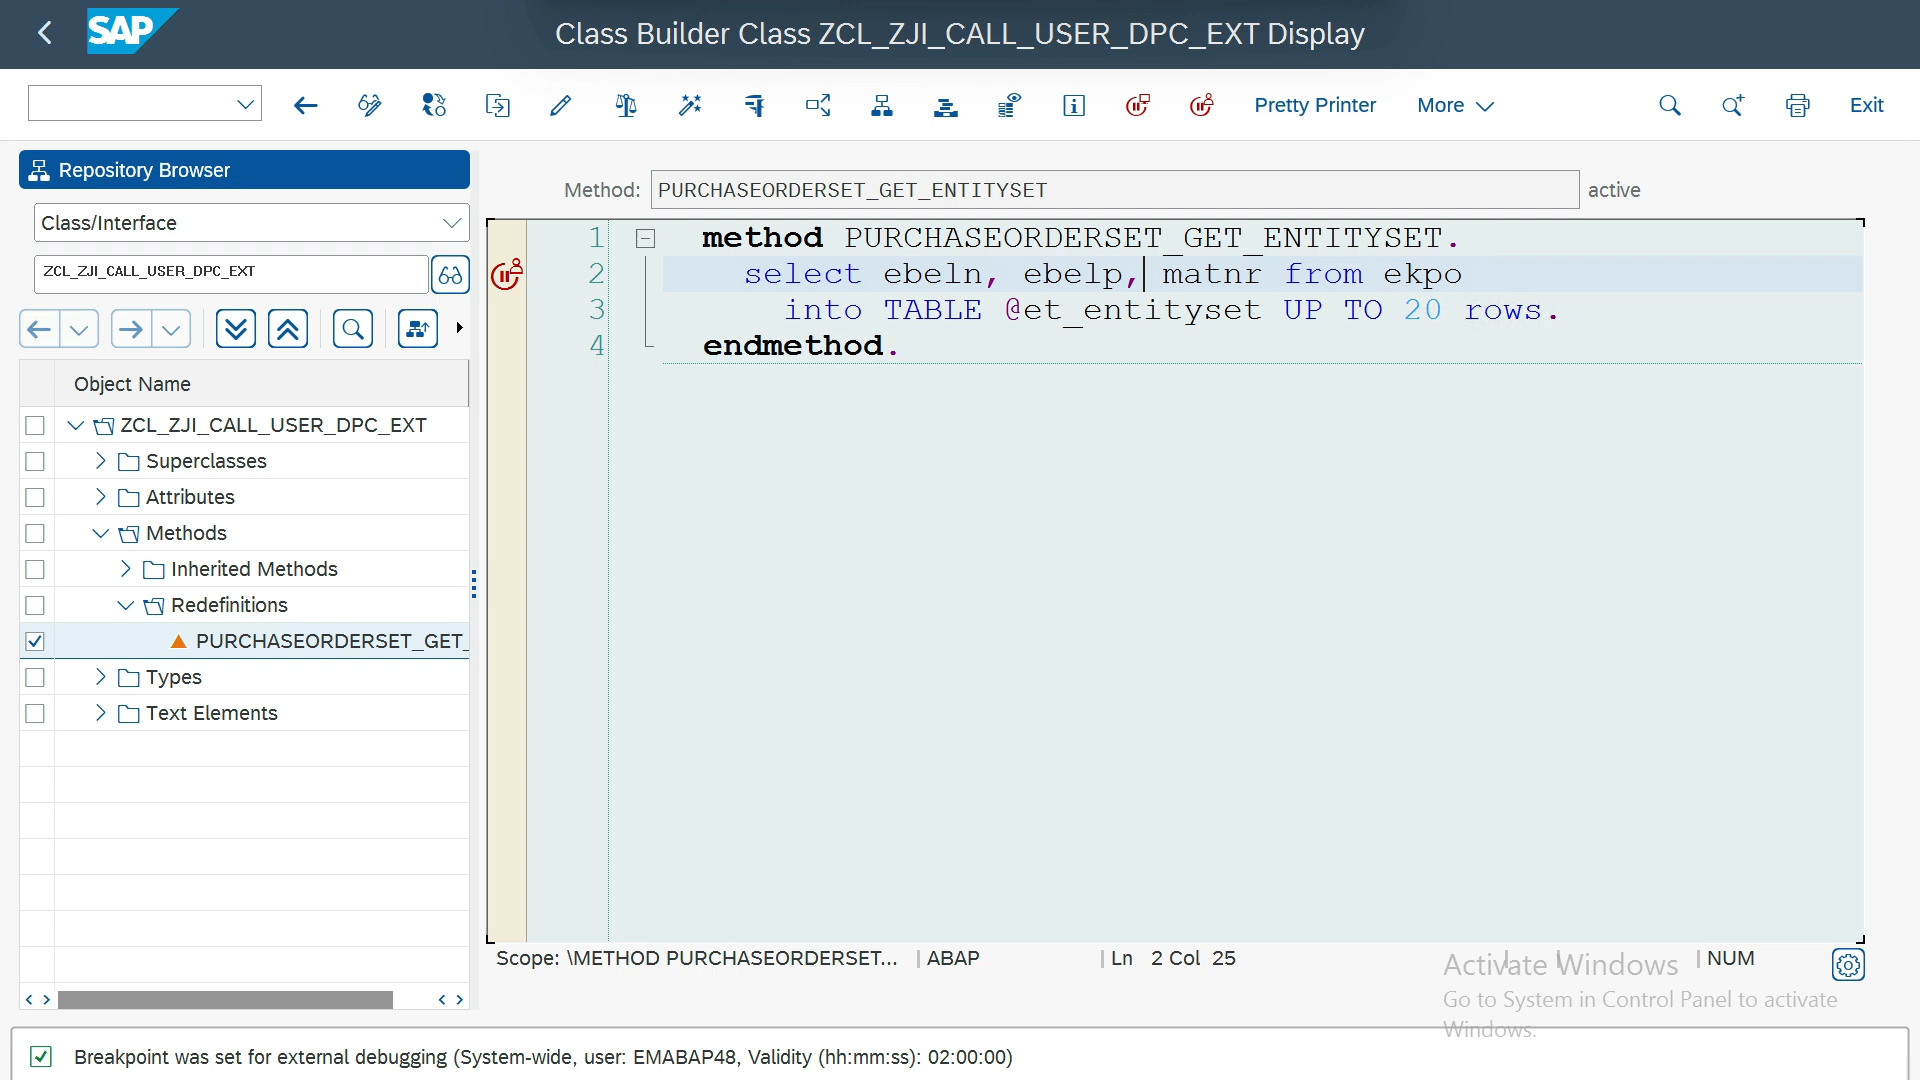 SAP
Class Builder Class ZCL_ZJI_CALL_USER_DPC_EXT Display
Pretty Printer
More
Exit
Repository Browser
Class/Interface
ZCL_ZJI_CALL_USER_DPC_EXT
Object Name
ZCL_ZJI_CALL_USER_DPC_EXT
Superclasses
Attributes
Methods
Inherited Methods
Redefinitions
PURCHASEORDERSET_GET_
Types
Text Elements
Method: PURCHASEORDERSET_GET_ENTITYSET active
1 method PURCHASEORDERSET_GET_ENTITYSET.
2 select ebeln, ebelp, matnr from ekpo
3 into TABLE @et_entityset UP TO 20 rows.
4 endmethod.
Scope: \METHOD PURCHASEORDERSET... ABAP Ln 2 Col 25 NUM
Activate Windows
Go to System in Control Panel to activate
Windows.
Breakpoint was set for external debugging (System-wide, user: EMABAP48, Validity (hh:mm:ss): 02:00:00)